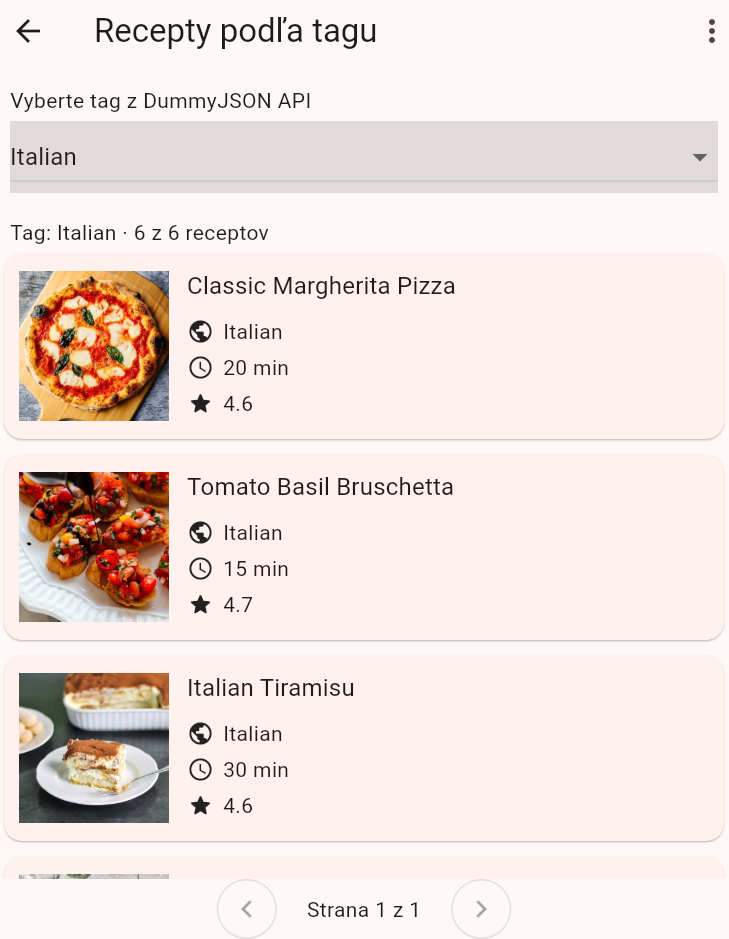 Recepty podľa tagu
Vyberte tag z DummyJSON API
Italian
Tag: Italian · 6 z 6 receptov
Classic Margherita Pizza
Italian
20 min
4.6
Tomato Basil Bruschetta
Italian
15 min
4.7
Italian Tiramisu
Italian
30 min
4.6
Strana 1 z 1